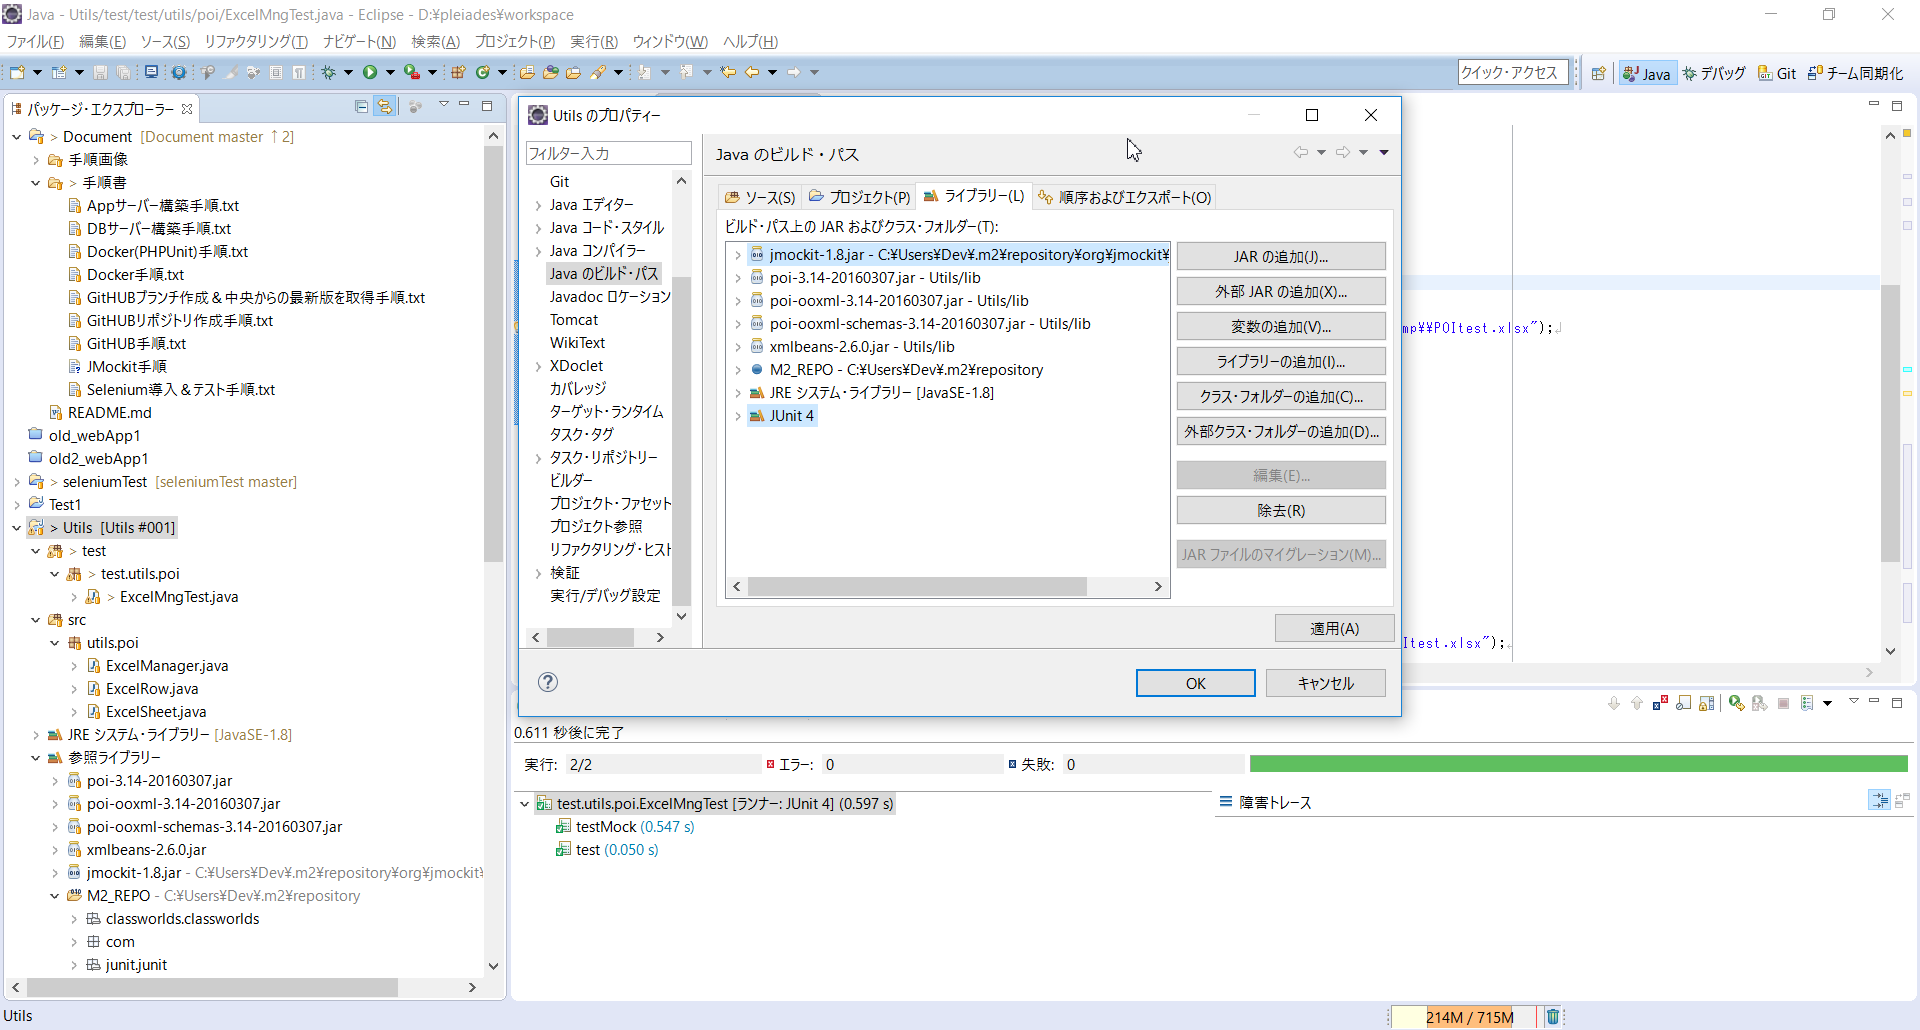 Java - Utils/test/test/utils/poi/ExcelMngTest.java - Eclipse - D:¥pleiades¥workspace
ファイル(F) 編集(E) ソース(S) リファクタリング(T) ナビゲート(N) 検索(A) プロジェクト(P) 実行(R) ウィンドウ(W) ヘルプ(H)
クイック・アクセス
Java デバッグ Git チーム同期化
パッケージ・エクスプローラー
> Document [Document master ↑2]
手順画像
> 手順書
Appサーバー構築手順.txt
DBサーバー構築手順.txt
Docker(PHPUnit)手順.txt
Docker手順.txt
GitHUBブランチ作成＆中央からの最新版を取得手順.txt
GitHUBリポジトリ作成手順.txt
GitHUB手順.txt
JMockit手順
Selenium導入＆テスト手順.txt
README.md
old_webApp1
old2_webApp1
> seleniumTest [seleniumTest master]
Test1
> Utils [Utils #001]
> test
> test.utils.poi
> ExcelMngTest.java
src
utils.poi
ExcelManager.java
ExcelRow.java
ExcelSheet.java
JRE システム・ライブラリー [JavaSE-1.8]
参照ライブラリー
poi-3.14-20160307.jar
poi-ooxml-3.14-20160307.jar
poi-ooxml-schemas-3.14-20160307.jar
xmlbeans-2.6.0.jar
jmockit-1.8.jar - C:¥Users¥Dev¥.m2¥repository¥org¥jmockit¥
M2_REPO - C:¥Users¥Dev¥.m2¥repository
classworlds.classworlds
com
junit.junit
Utils のプロパティー
フィルター入力
Git
Java エディター
Java コード・スタイル
Java コンパイラー
Java のビルド・パス
Javadoc ロケーション
Tomcat
WikiText
XDoclet
カバレッジ
ターゲット・ランタイム
タスク・タグ
タスク・リポジトリー
ビルダー
プロジェクト・ファセット
プロジェクト参照
リファクタリング・ヒスト
検証
実行/デバッグ設定
Java のビルド・パス
ソース(S) プロジェクト(P) ライブラリー(L) 順序およびエクスポート(O)
ビルド・パス上の JAR およびクラス・フォルダー(T):
jmockit-1.8.jar - C:¥Users¥Dev¥.m2¥repository¥org¥jmockit¥
poi-3.14-20160307.jar - Utils/lib
poi-ooxml-3.14-20160307.jar - Utils/lib
poi-ooxml-schemas-3.14-20160307.jar - Utils/lib
xmlbeans-2.6.0.jar - Utils/lib
M2_REPO - C:¥Users¥Dev¥.m2¥repository
JRE システム・ライブラリー [JavaSE-1.8]
JUnit 4
JAR の追加(J)...
外部 JAR の追加(X)...
変数の追加(V)...
ライブラリーの追加(I)...
クラス・フォルダーの追加(C)...
外部クラス・フォルダーの追加(D)...
編集(E)...
除去(R)
JAR ファイルのマイグレーション(M)...
適用(A)
OK キャンセル
mp¥¥POItest.xlsx");
Itest.xlsx");
0.611 秒後に完了
実行: 2/2 エラー: 0 失敗: 0
test.utils.poi.ExcelMngTest [ランナー: JUnit 4] (0.597 s)
testMock (0.547 s)
test (0.050 s)
障害トレース
Utils
214M / 715M